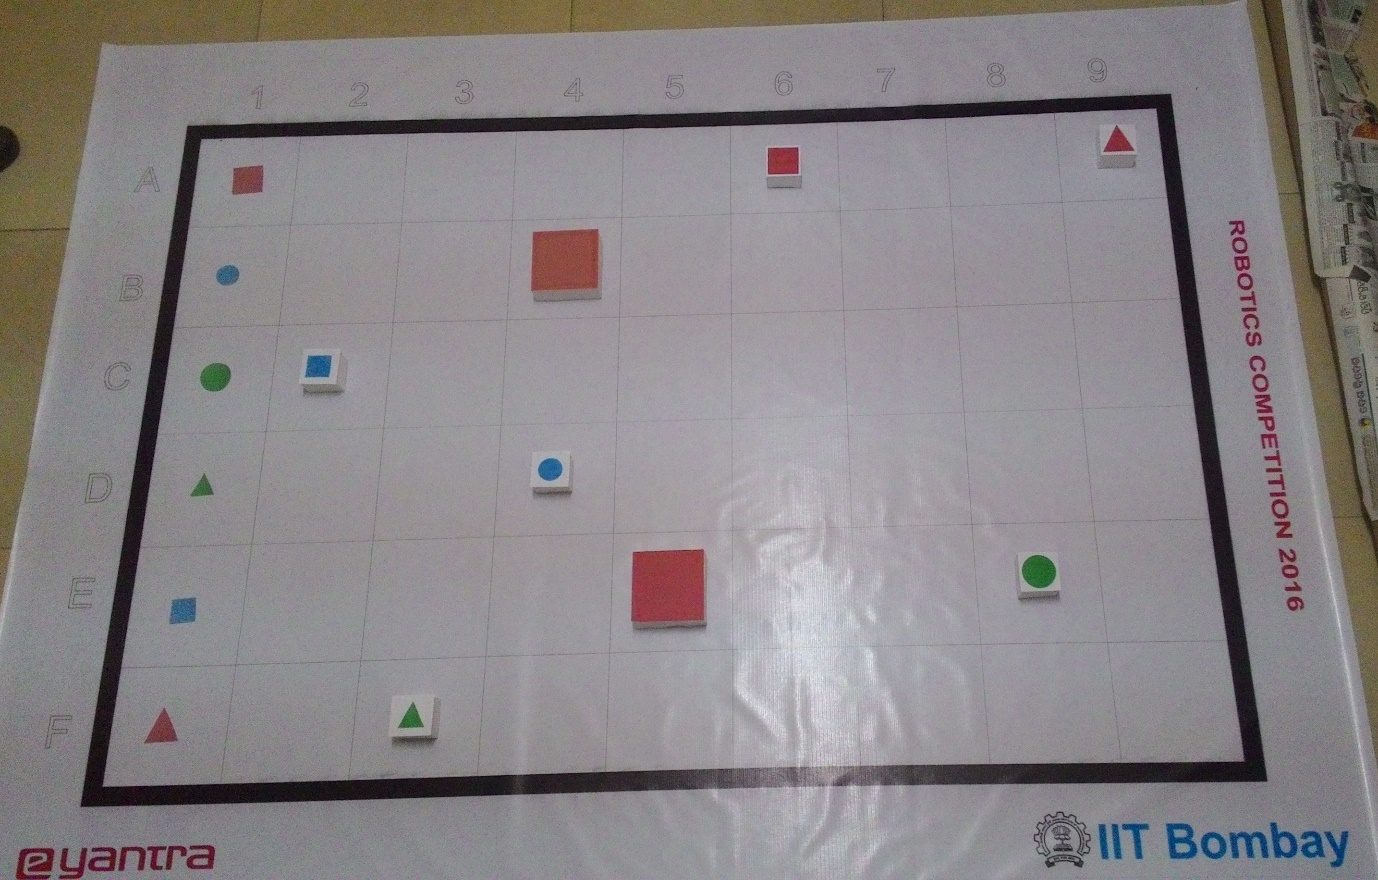 1 2 3 4 5 6 7 8 9
A
B
C
D
E
F
ROBOTICS COMPETITION 2016
eyantra
IIT Bombay